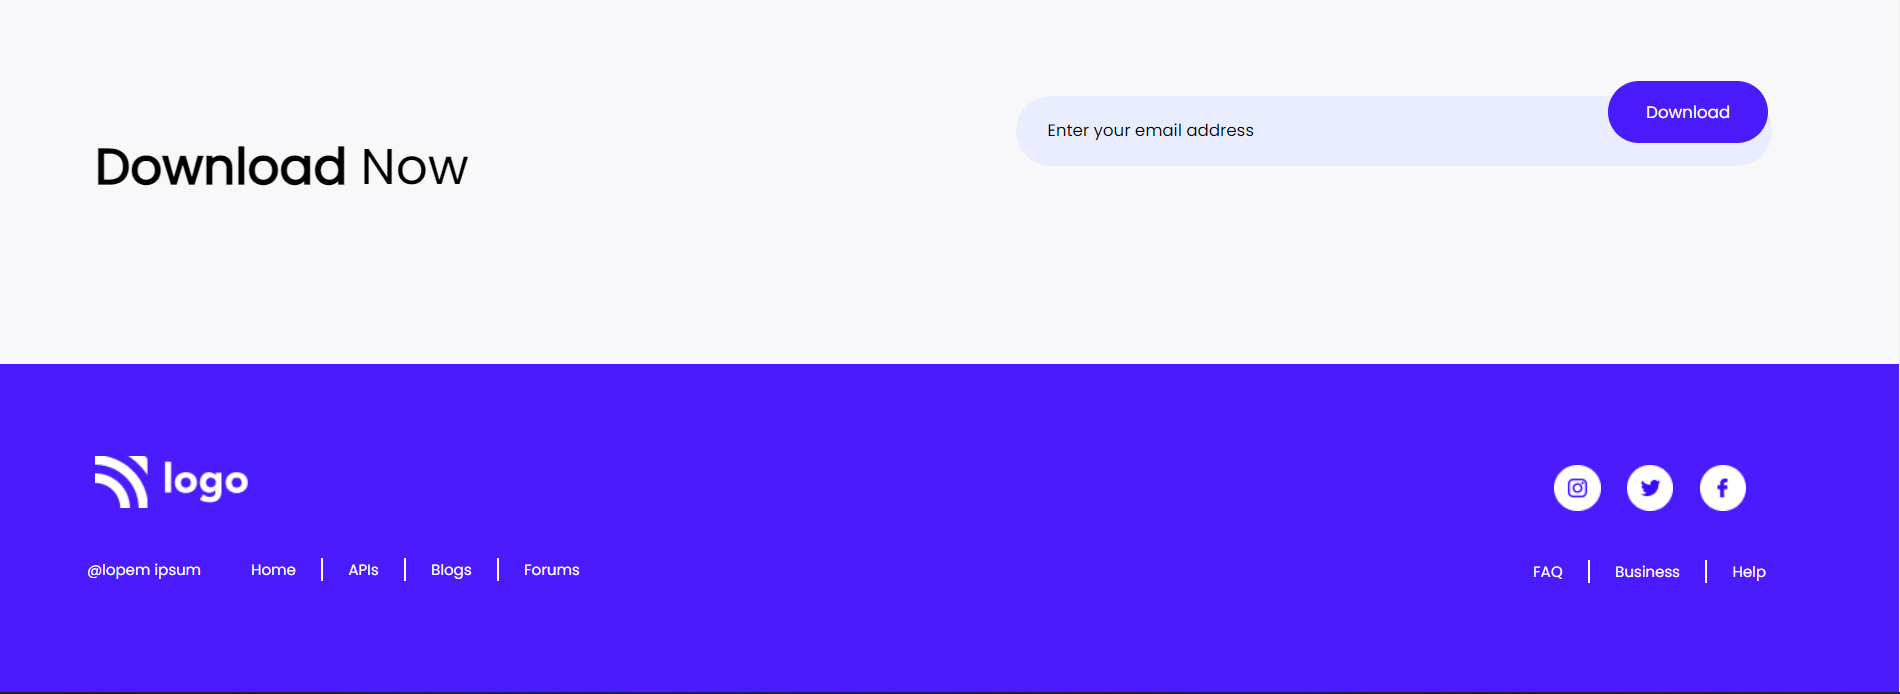 Download Now
Enter your email address
Download
logo
@lopem ipsum Home APIs Blogs Forums
FAQ Business Help